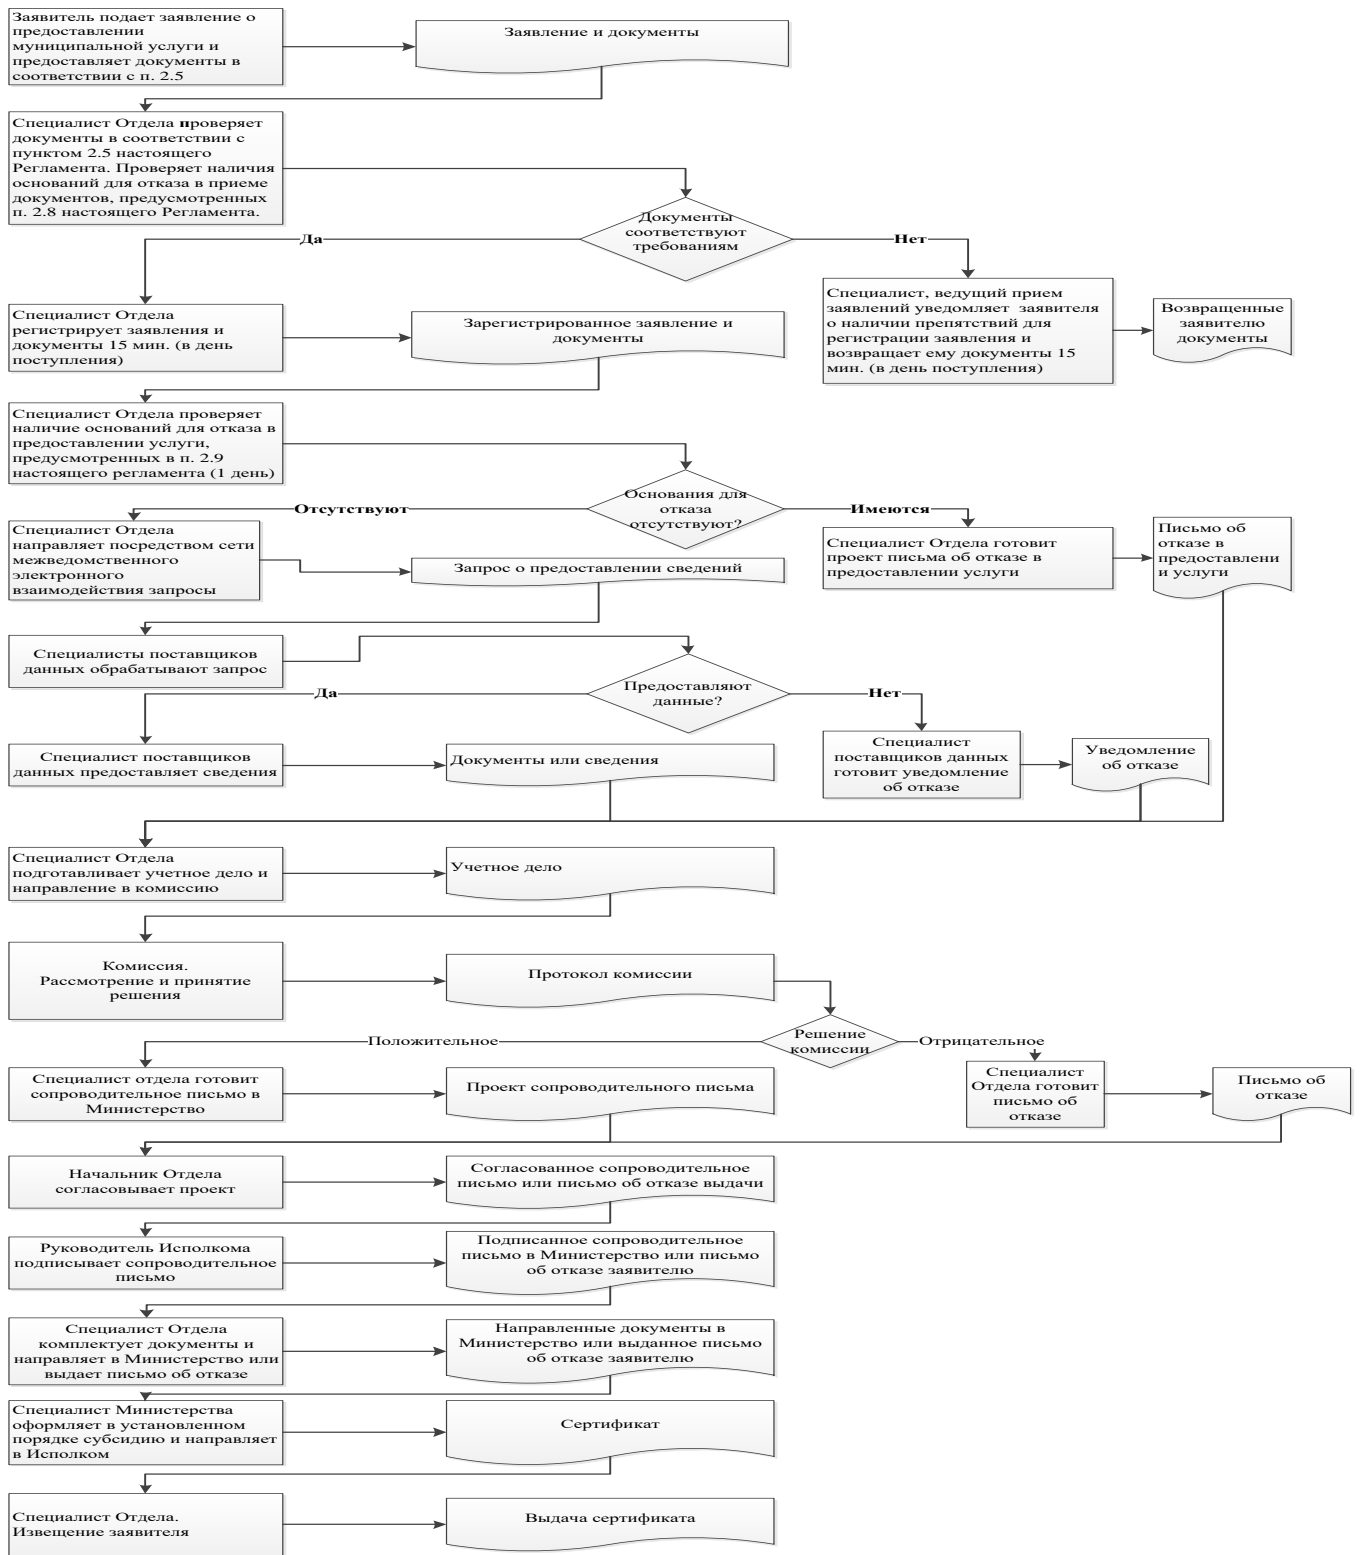 Заявитель подает заявление о
предоставлении
муниципальной услуги и
предоставляет документы в
соответствии с п. 2.5
Заявление и документы
Специалист Отдела проверяет
документы в соответствии с
пунктом 2.5 настоящего
Регламента. Проверяет наличия
оснований для отказа в приеме
документов, предусмотренных
п. 2.8 настоящего Регламента.
Документы
соответствуют
требованиям
Да
Нет
Специалист Отдела
регистрирует заявления и
документы 15 мин. (в день
поступления)
Зарегистрированное заявление и
документы
Специалист, ведущий прием
заявлений уведомляет заявителя
о наличии препятствий для
регистрации заявления и
возвращает ему документы 15
мин. (в день поступления)
Возвращенные
заявителю
документы
Специалист Отдела проверяет
наличие оснований для отказа в
предоставлении услуги,
предусмотренных в п. 2.9
настоящего регламента (1 день)
Основания для
отказа
отсутствуют?
Отсутствуют
Имеются
Специалист Отдела
направляет посредством сети
межведомственного
электронного
взаимодействия запросы
Запрос о предоставлении сведений
Специалист Отдела готовит
проект письма об отказе в
предоставлении услуги
Письмо об
отказе в
предоставлени
и услуги
Специалисты поставщиков
данных обрабатывают запрос
Предоставляют
данные?
Да
Нет
Специалист поставщиков
данных предоставляет сведения
Документы или сведения
Специалист
поставщиков данных
готовит уведомление
об отказе
Уведомление
об отказе
Специалист Отдела
подготавливает учетное дело и
направление в комиссию
Учетное дело
Комиссия.
Рассмотрение и принятие
решения
Протокол комиссии
Решение
комиссии
Положительное
Отрицательное
Специалист отдела готовит
сопроводительное письмо в
Министерство
Проект сопроводительного письма
Специалист
Отдела готовит
письмо об
отказе
Письмо об
отказе
Начальник Отдела
согласовывает проект
Согласованное сопроводительное
письмо или письмо об отказе выдачи
Руководитель Исполкома
подписывает сопроводительное
письмо
Подписанное сопроводительное
письмо в Министерство или письмо
об отказе заявителю
Специалист Отдела
комплектует документы и
направляет в Министерство или
выдает письмо об отказе
Направленные документы в
Министерство или выданное письмо
об отказе заявителю
Специалист Министерства
оформляет в установленном
порядке субсидию и направляет
в Исполком
Сертификат
Специалист Отдела.
Извещение заявителя
Выдача сертификата